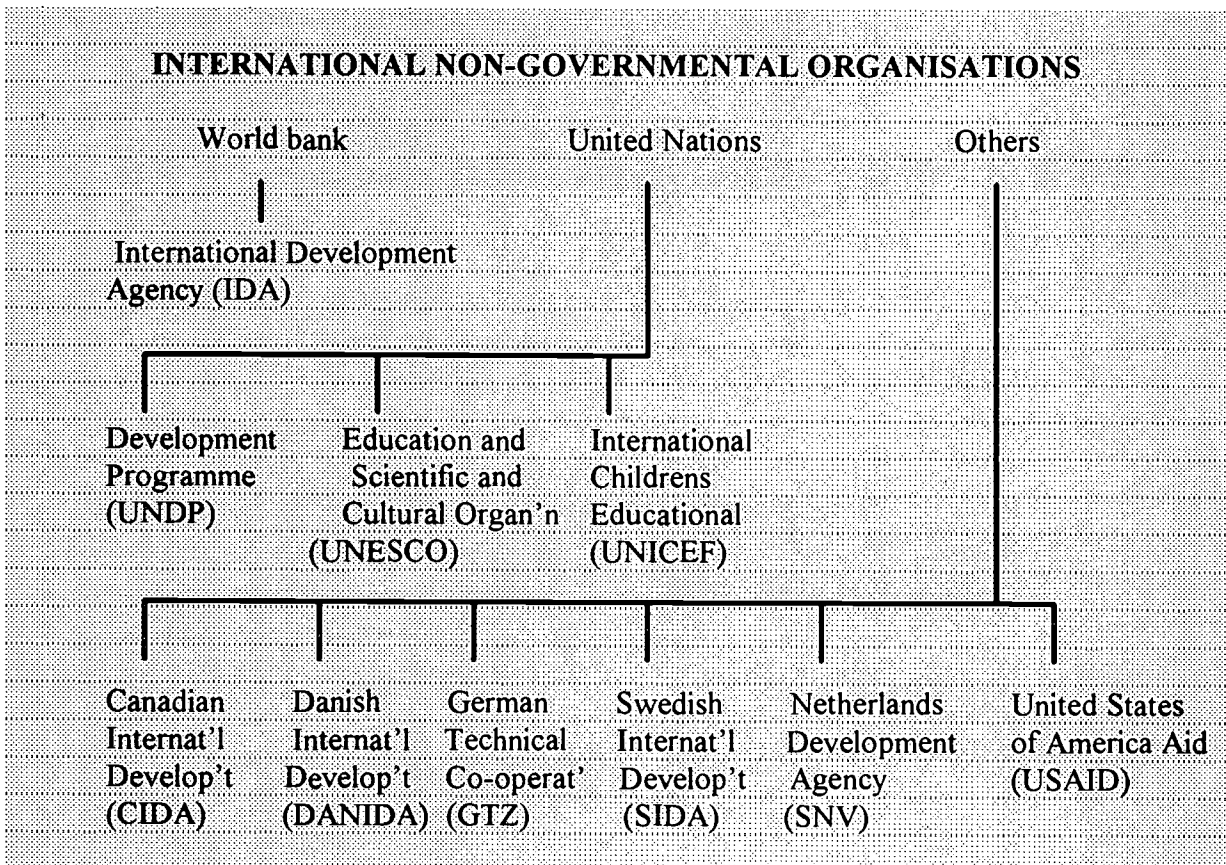 INTERNATIONAL NON-GOVERNMENTAL ORGANISATIONS
World bank
United Nations
Others
International Development
Agency (IDA)
Development
Programme
(UNDP)
Education and
Scientific and
Cultural Organ'n
(UNESCO)
International
Childrens
Educational
(UNICEF)
Canadian
Internat'l
Develop't
(CIDA)
Danish
Internat'l
Develop't
(DANIDA)
German
Technical
Co-operat'
(GTZ)
Swedish
Internat'l
Develop't
(SIDA)
Netherlands
Development
Agency
(SNV)
United States
of America Aid
(USAID)